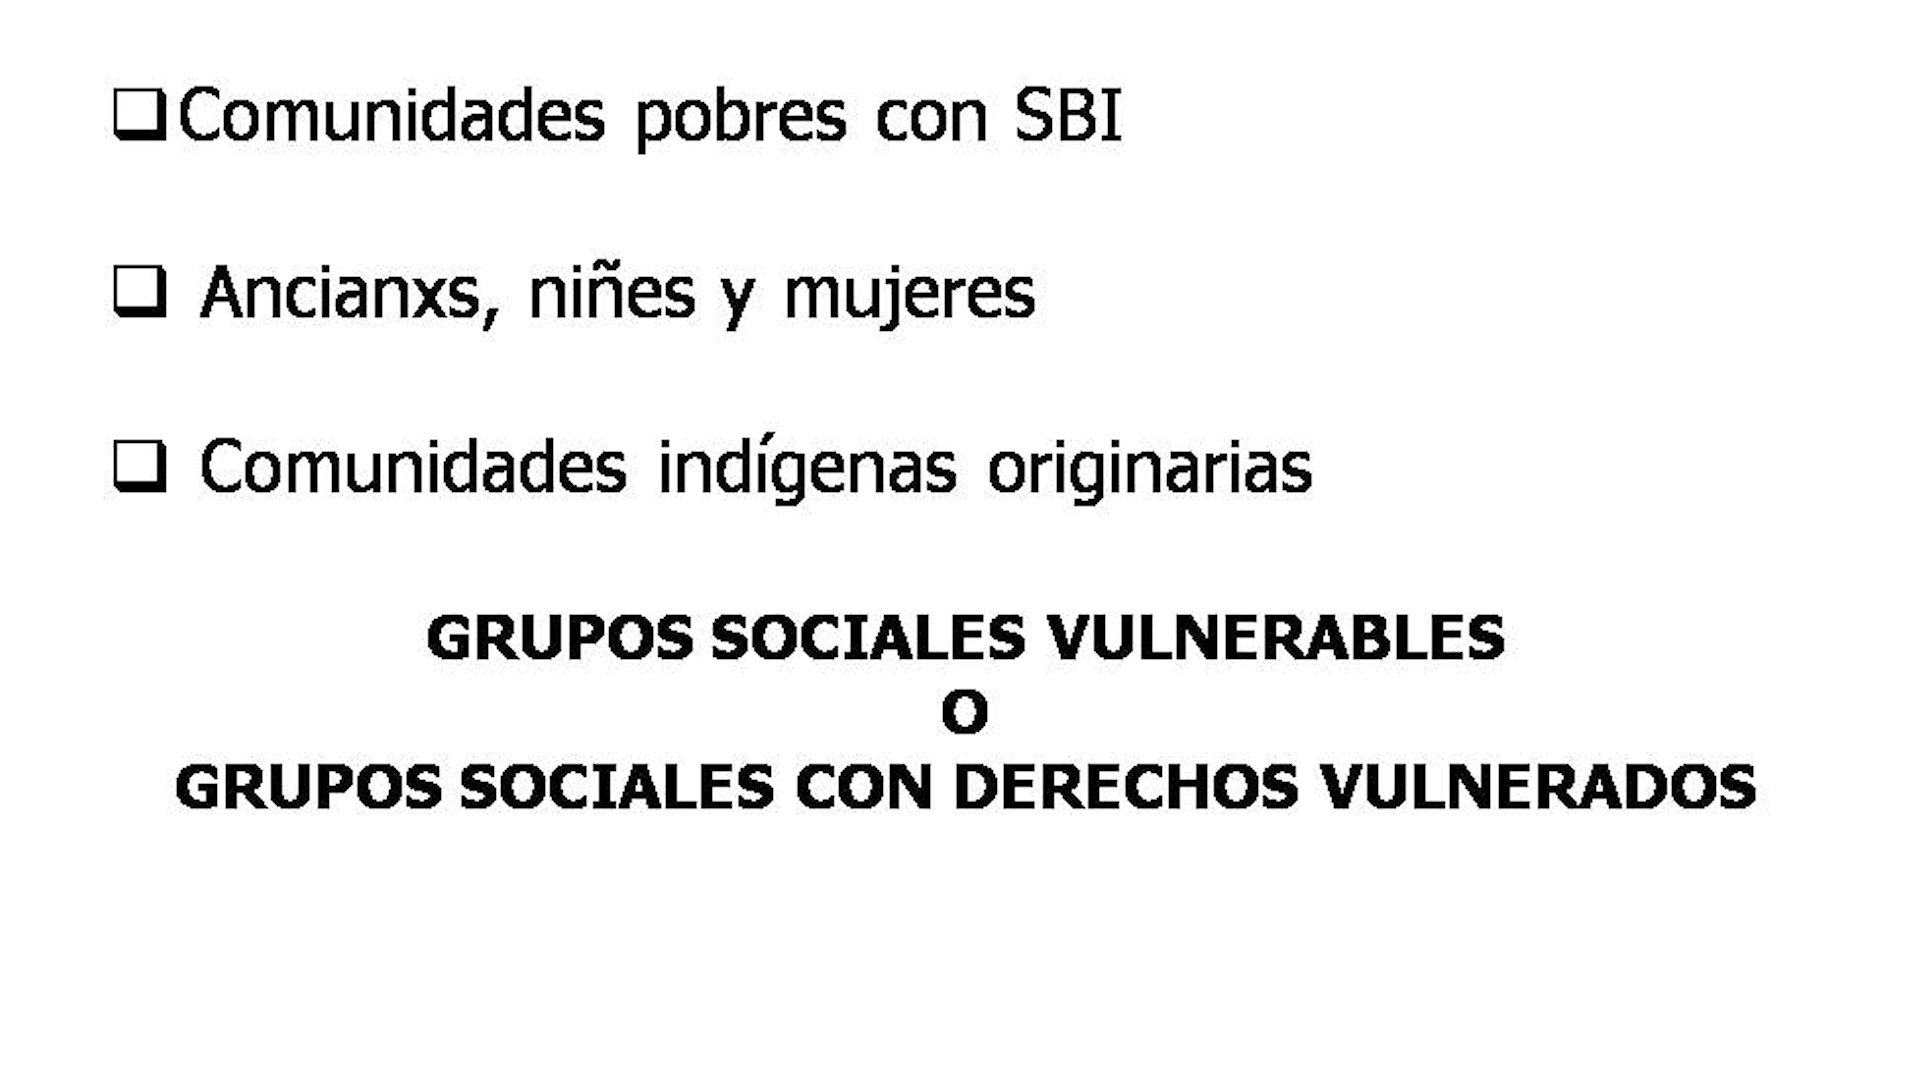 ❑Comunidades pobres con SBI
❑ Ancianxs, niñes y mujeres
❑ Comunidades indígenas originarias
GRUPOS SOCIALES VULNERABLES
O
GRUPOS SOCIALES CON DERECHOS VULNERADOS